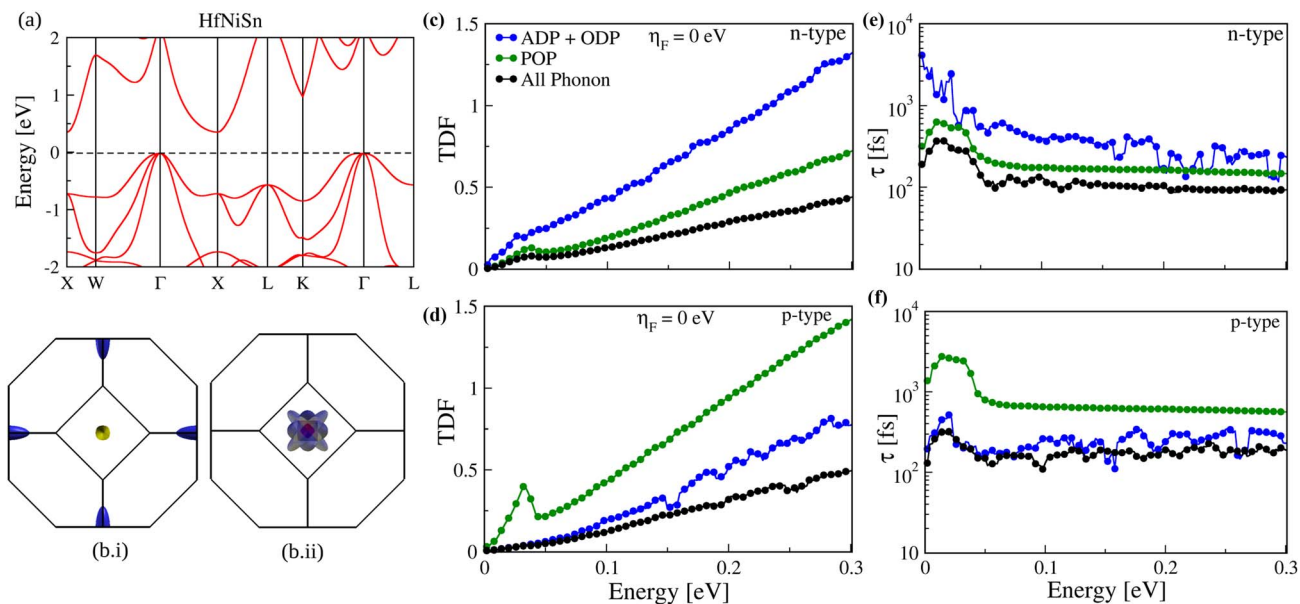 (a)
HfNiSn
Energy [eV]
2
1
0
-1
-2
X W Γ X L K Γ L
(b.i)
(b.ii)
(c)
TDF
1.5
1
0.5
0
ADP + ODP
POP
All Phonon
η_F = 0 eV
n-type
(d)
TDF
1.5
1
0.5
0
η_F = 0 eV
p-type
0 0.1 0.2 0.3
Energy [eV]
(e)
τ [fs]
10^4
10^3
10^2
10
n-type
(f)
τ [fs]
10^4
10^3
10^2
10
p-type
0 0.1 0.2 0.3
Energy [eV]